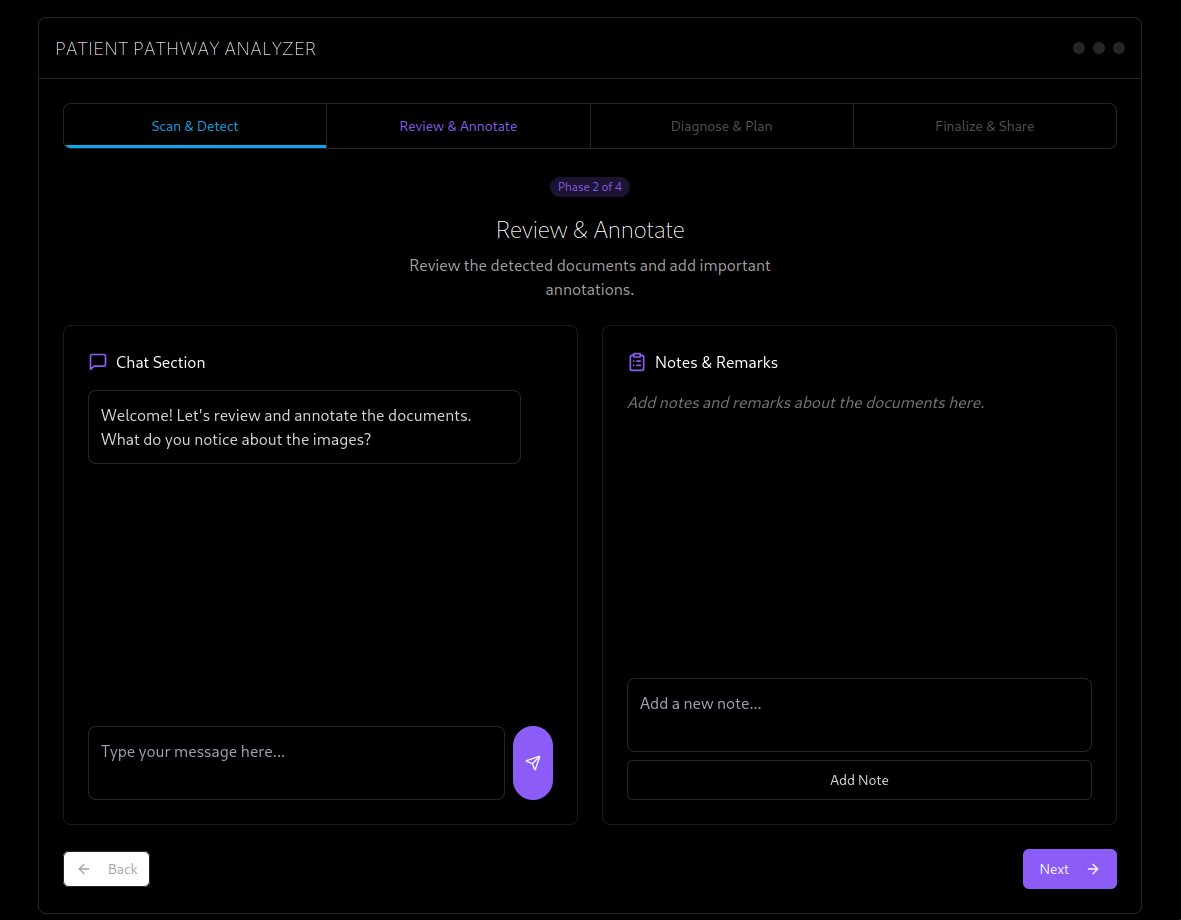 PATIENT PATHWAY ANALYZER
Scan & Detect
Review & Annotate
Diagnose & Plan
Finalize & Share
Phase 2 of 4
Review & Annotate
Review the detected documents and add important
annotations.
Chat Section
Welcome! Let's review and annotate the documents.
What do you notice about the images?
Type your message here...
Notes & Remarks
Add notes and remarks about the documents here.
Add a new note...
Add Note
Back
Next